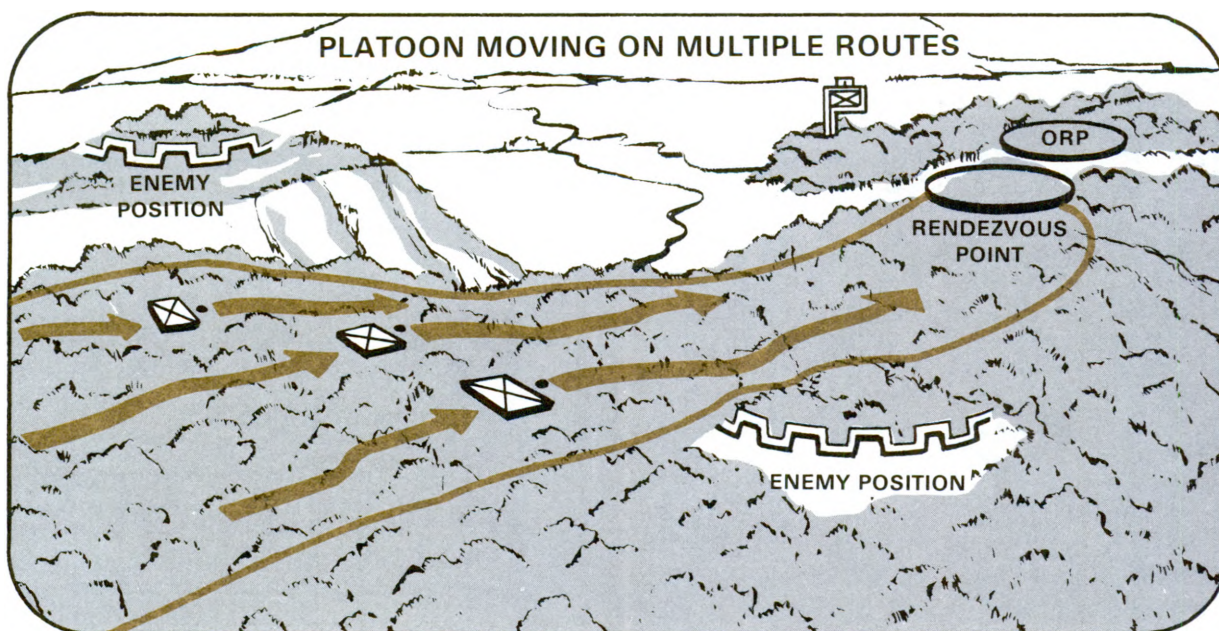 PLATOON MOVING ON MULTIPLE ROUTES
ORP
ENEMY
POSITION
RENDEZVOUS
POINT
ENEMY POSITION